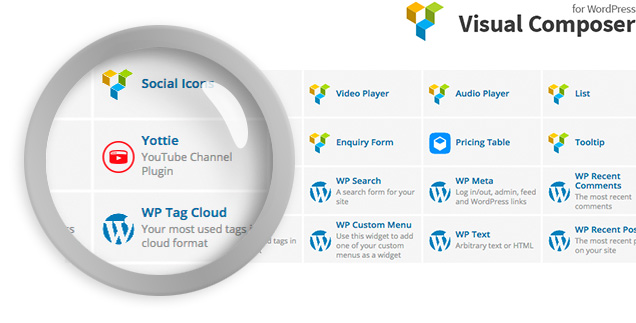 for WordPress
Visual Composer
Social Icons
Video Player
Audio Player
List
Yottie
YouTube Channel
Plugin
Enquiry Form
Pricing Table
Tooltip
WP Search
A search form for your
site
WP Meta
Log in/out, admin, feed
and WordPress links
WP Recent
Comments
The most recent
comments
WP Tag Cloud
Your most used tags
cloud format
tags in
WP Custom Menu
Use this widget to add
one of your custom
menus as a widget
WP Text
Arbitrary text or HTML
WP Recent Pos
The most recent p
on your site